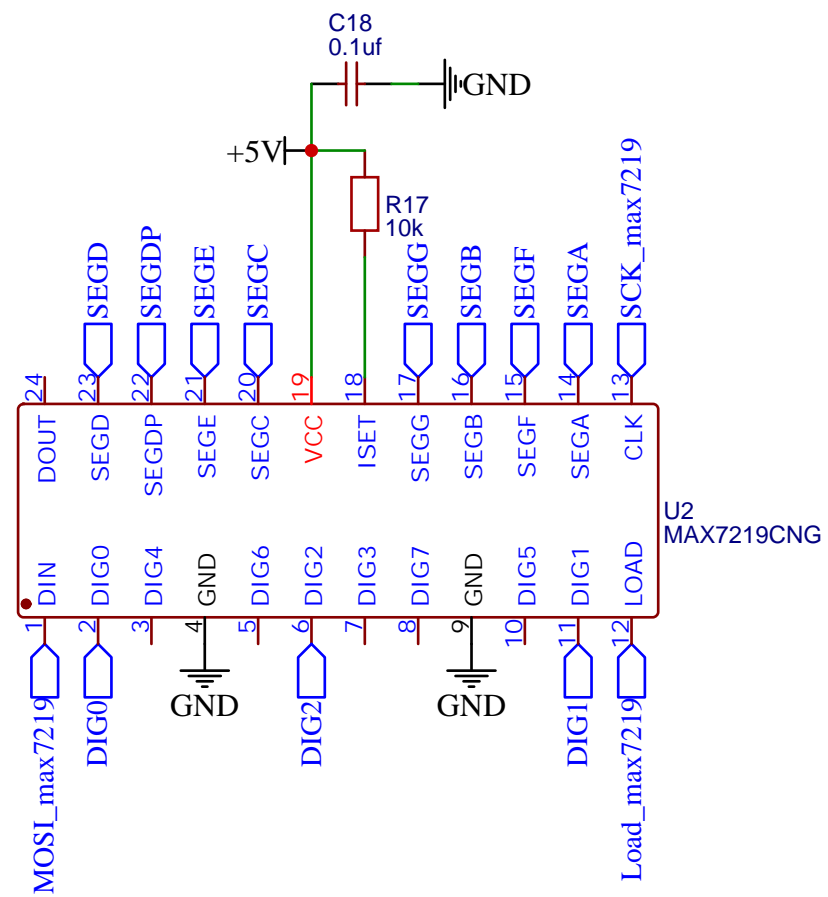 C18
0.1uf
GND
+5V
R17
10k
SEGD
SEGDP
SEGE
SEGC
SEGG
SEGB
SEGF
SEGA
SCK_max7219
24
23
22
21
20
19
18
17
16
15
14
13
DOUT
SEGD
SEGDP
SEGE
SEGC
VCC
ISET
SEGG
SEGB
SEGF
SEGA
CLK
U2
MAX7219CNG
DIN
DIG0
DIG4
GND
DIG6
DIG2
DIG3
DIG7
GND
DIG5
DIG1
LOAD
1
2
3
4
5
6
7
8
9
10
11
12
MOSI_max7219
DIG0
GND
DIG2
GND
DIG1
Load_max7219